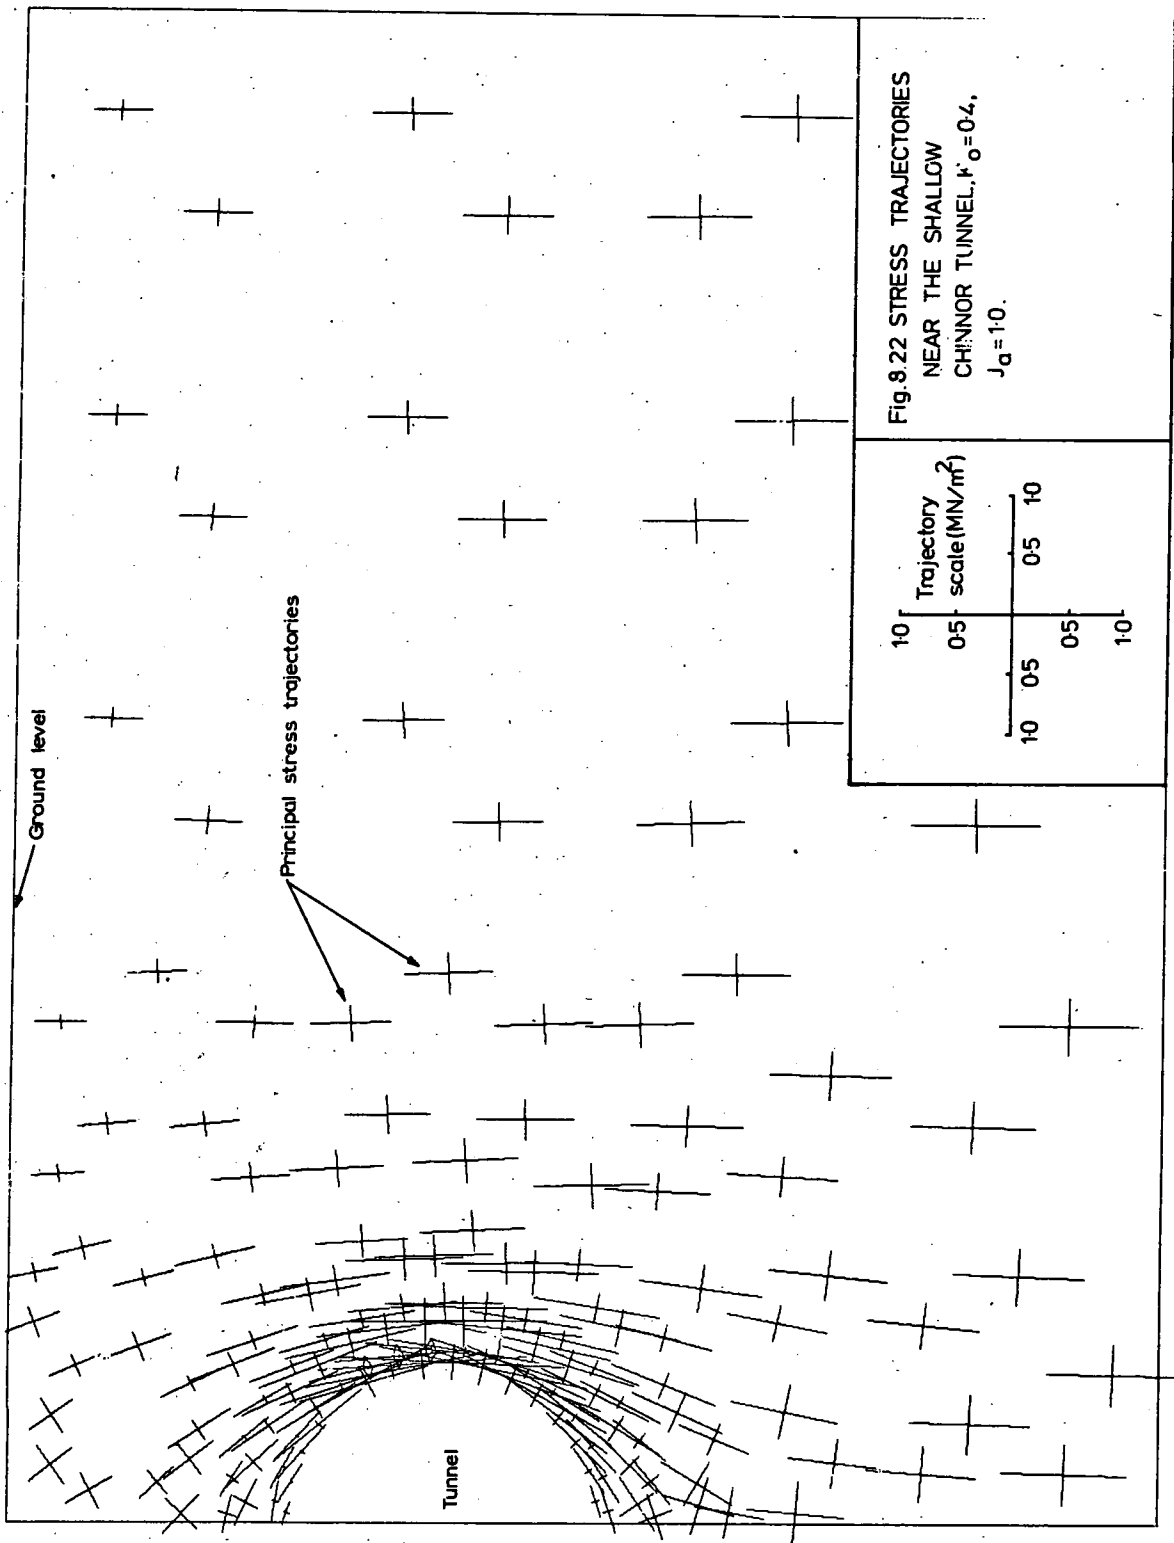 Ground level
Principal stress trajectories
Tunnel
Trajectory
scale(MN/m²)
1·0
0·5
0·5
1·0
1·0
0·5
0·5
1·0
Fig.8.22 STRESS TRAJECTORIES
NEAR THE SHALLOW
CHINNOR TUNNEL, K₀=0·4,
Jₐ=1·0.